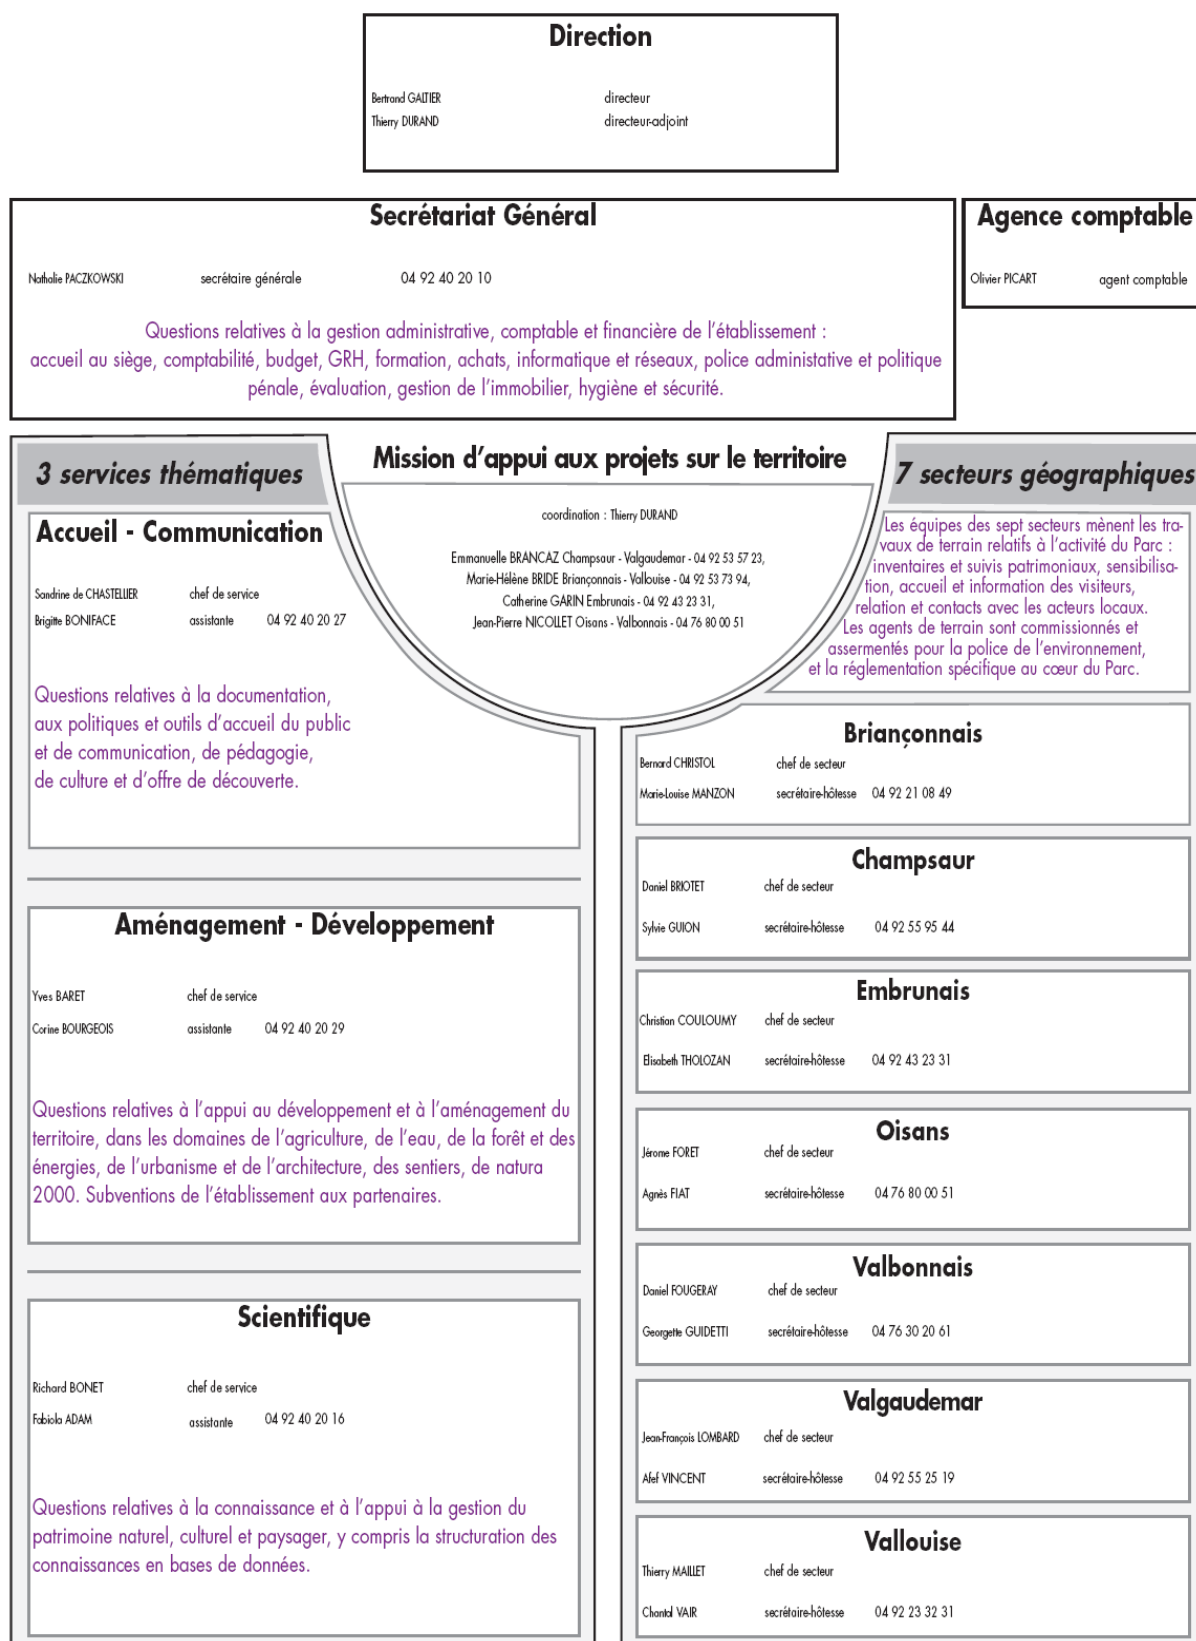 Direction
Bertrand GALTIER directeur
Thierry DURAND directeur-adjoint
Secrétariat Général
Nathalie PACZKOWSKI secrétaire générale 04 92 40 20 10
Questions relatives à la gestion administrative, comptable et financière de l'établissement :
accueil au siège, comptabilité, budget, GRH, formation, achats, informatique et réseaux, police administative et politique
pénale, évaluation, gestion de l'immobilier, hygiène et sécurité.
Agence comptable
Olivier PICART agent comptable
3 services thématiques
Accueil - Communication
Sandrine de CHASTELLIER chef de service
Brigitte BONIFACE assistante 04 92 40 20 27
Questions relatives à la documentation,
aux politiques et outils d'accueil du public
et de communication, de pédagogie,
de culture et d'offre de découverte.
Aménagement - Développement
Yves BARET chef de service
Corine BOURGEOIS assistante 04 92 40 20 29
Questions relatives à l'appui au développement et à l'aménagement du
territoire, dans les domaines de l'agriculture, de l'eau, de la forêt et des
énergies, de l'urbanisme et de l'architecture, des sentiers, de natura
2000. Subventions de l'établissement aux partenaires.
Scientifique
Richard BONET chef de service
Fabiola ADAM assistante 04 92 40 20 16
Questions relatives à la connaissance et à l'appui à la gestion du
patrimoine naturel, culturel et paysager, y compris la structuration des
connaissances en bases de données.
Mission d'appui aux projets sur le territoire
coordination : Thierry DURAND
Emmanuelle BRANCAZ Champsaur - Valgaudemar - 04 92 53 57 23,
Marie-Hélène BRIDE Briançonnais - Vallouise - 04 92 53 73 94,
Catherine GARIN Embrunais - 04 92 43 23 31,
Jean-Pierre NICOLLET Oisans - Valbonnais - 04 76 80 00 51
7 secteurs géographiques
Les équipes des sept secteurs mènent les tra-
vaux de terrain relatifs à l'activité du Parc :
inventaires et suivis patrimoniaux, sensibilisa-
tion, accueil et information des visiteurs,
relation et contacts avec les acteurs locaux.
Les agents de terrain sont commissionnés et
assermentés pour la police de l'environnement,
et la réglementation spécifique au cœur du Parc.
Briançonnais
Bernard CHRISTOL chef de secteur
Marie-Louise MANZON secrétaire-hôtesse 04 92 21 08 49
Champsaur
Daniel BRIOTET chef de secteur
Sylvie GUION secrétaire-hôtesse 04 92 55 95 44
Embrunais
Christian COULOUMY chef de secteur
Elisabeth THOLOZAN secrétaire-hôtesse 04 92 43 23 31
Oisans
Jérome FORET chef de secteur
Agnès FIAT secrétaire-hôtesse 04 76 80 00 51
Valbonnais
Daniel FOUGERAY chef de secteur
Georgette GUIDETTI secrétaire-hôtesse 04 76 30 20 61
Valgaudemar
Jean-François LOMBARD chef de secteur
Afef VINCENT secrétaire-hôtesse 04 92 55 25 19
Vallouise
Thierry MAILLET chef de secteur
Chantal VAIR secrétaire-hôtesse 04 92 23 32 31